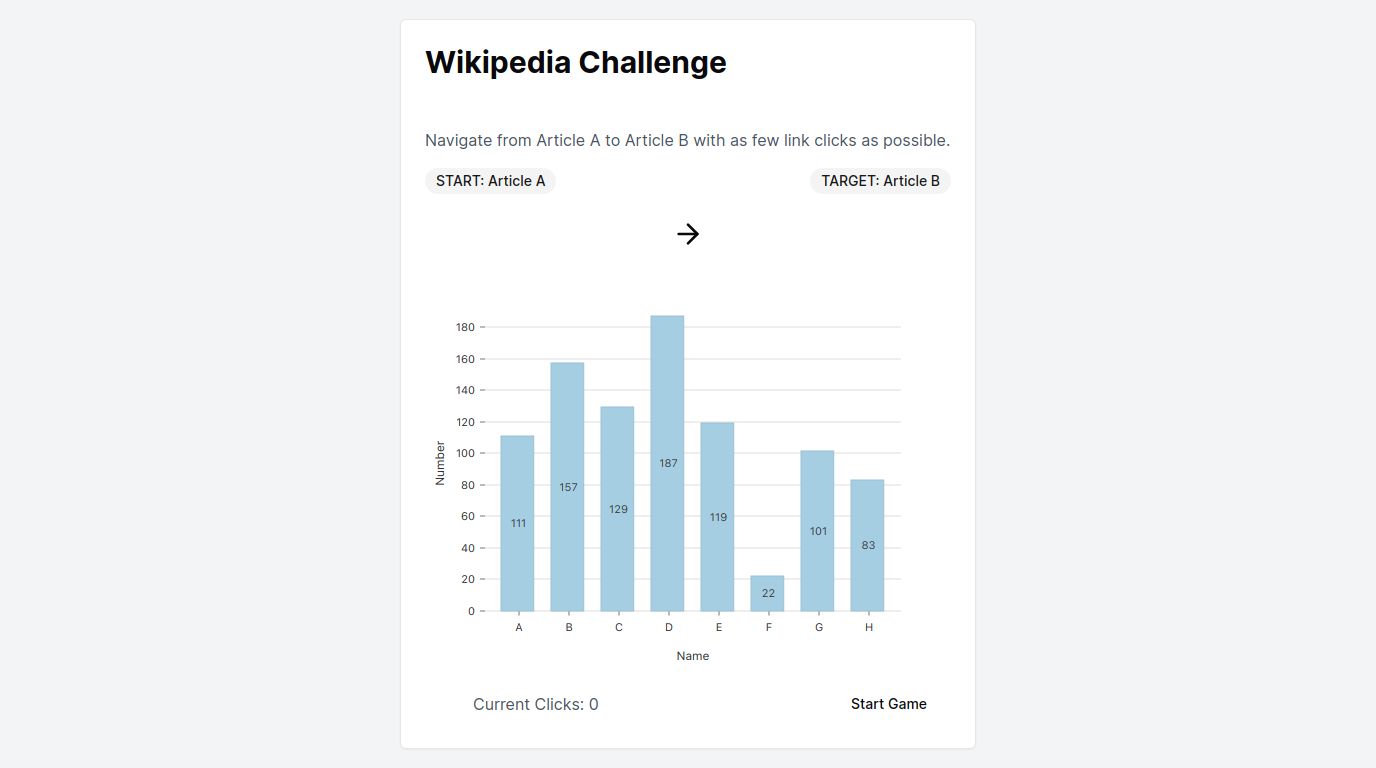 Wikipedia Challenge
Navigate from Article A to Article B with as few link clicks as possible.
START: Article A
TARGET: Article B
180
160
140
120
100
80
60
40
20
0
Number
111
157
129
187
119
22
101
83
A B C D E F G H
Name
Current Clicks: 0
Start Game